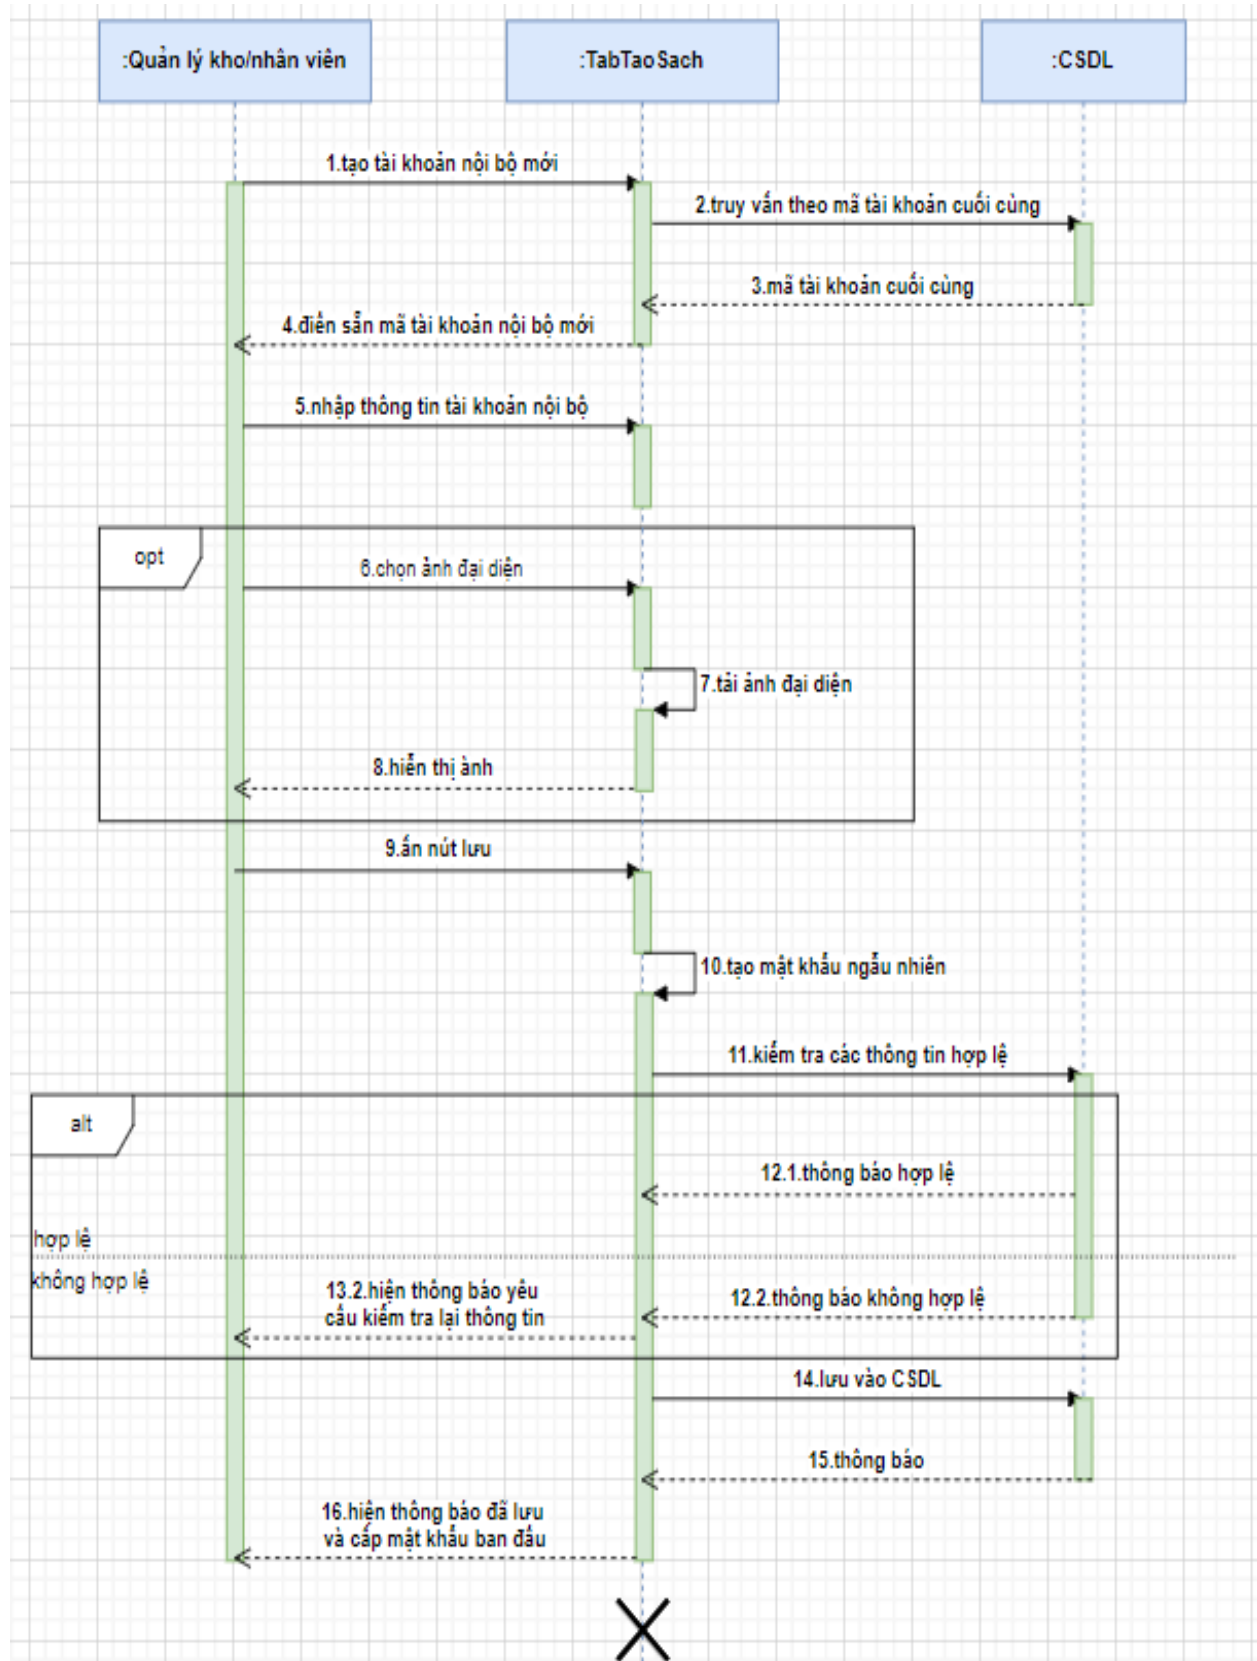 :Quản lý kho/nhân viên
:TabTaoSach
:CSDL
1.tạo tài khoản nội bộ mới
2.truy vấn theo mã tài khoản cuối cùng
3.mã tài khoản cuối cùng
4.điền sẵn mã tài khoản nội bộ mới
5.nhập thông tin tài khoản nội bộ
opt
6.chọn ảnh đại diện
7.tải ảnh đại diện
8.hiển thị ành
9.ấn nút lưu
10.tạo mật khẩu ngẫu nhiên
11.kiểm tra các thông tin hợp lệ
alt
12.1.thông báo hợp lệ
hợp lệ
không hợp lệ
13.2.hiện thông báo yêu
cầu kiểm tra lại thông tin
12.2.thông báo không hợp lệ
14.lưu vào CSDL
15.thông báo
16.hiện thông báo đã lưu
và cấp mật khẩu ban đầu